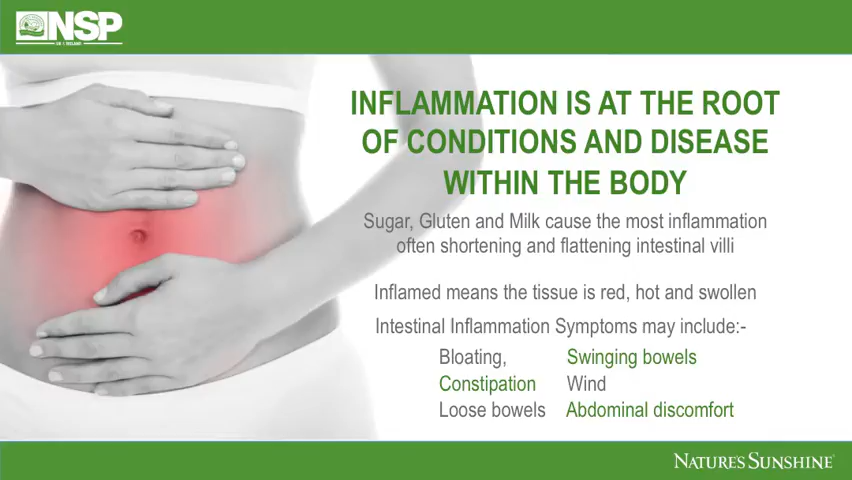 NSP
UK | IRELAND
INFLAMMATION IS AT THE ROOT
OF CONDITIONS AND DISEASE
WITHIN THE BODY
Sugar, Gluten and Milk cause the most inflammation
often shortening and flattening intestinal villi
Inflamed means the tissue is red, hot and swollen
Intestinal Inflammation Symptoms may include:-
Bloating, Swinging bowels
Constipation Wind
Loose bowels Abdominal discomfort
NATURE'S SUNSHINE